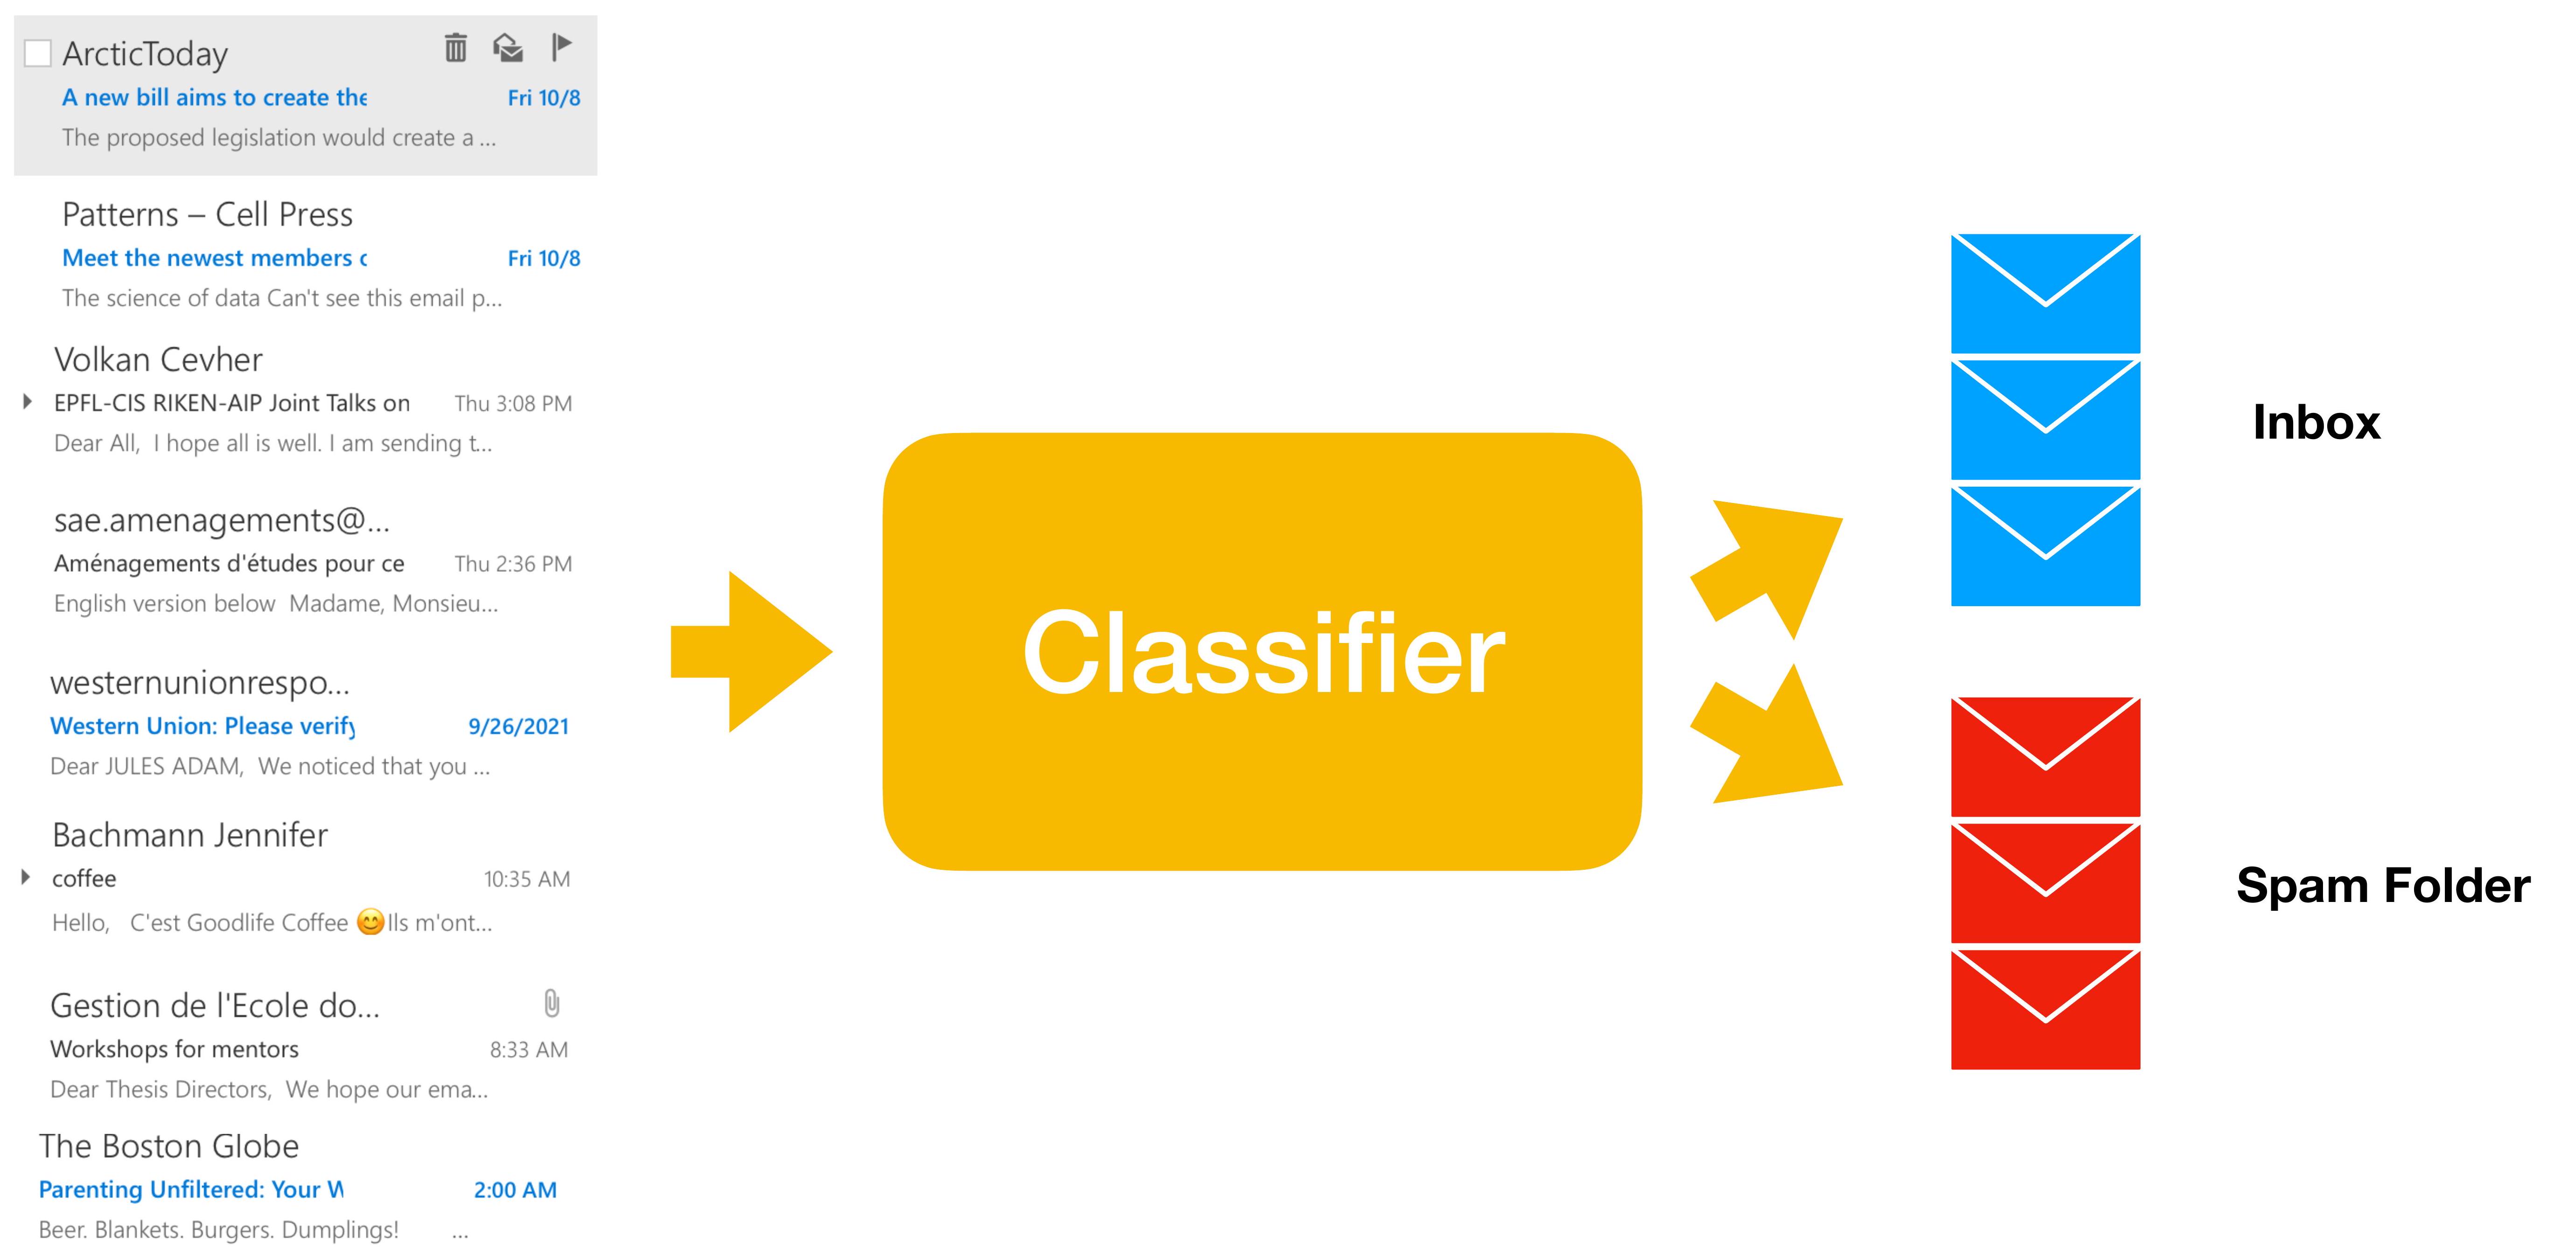 ArcticToday
A new bill aims to create the Fri 10/8
The proposed legislation would create a ...
Patterns – Cell Press
Meet the newest members c Fri 10/8
The science of data Can't see this email p...
Volkan Cevher
EPFL-CIS RIKEN-AIP Joint Talks on Thu 3:08 PM
Dear All, I hope all is well. I am sending t...
sae.amenagements@...
Aménagements d'études pour ce Thu 2:36 PM
English version below Madame, Monsieu...
westernunionrespo...
Western Union: Please verify 9/26/2021
Dear JULES ADAM, We noticed that you ...
Bachmann Jennifer
coffee 10:35 AM
Hello, C'est Goodlife Coffee 😊Ils m'ont...
Gestion de l'Ecole do...
Workshops for mentors 8:33 AM
Dear Thesis Directors, We hope our ema...
The Boston Globe
Parenting Unfiltered: Your W 2:00 AM
Beer. Blankets. Burgers. Dumplings! ...
Classifier
Inbox
Spam Folder